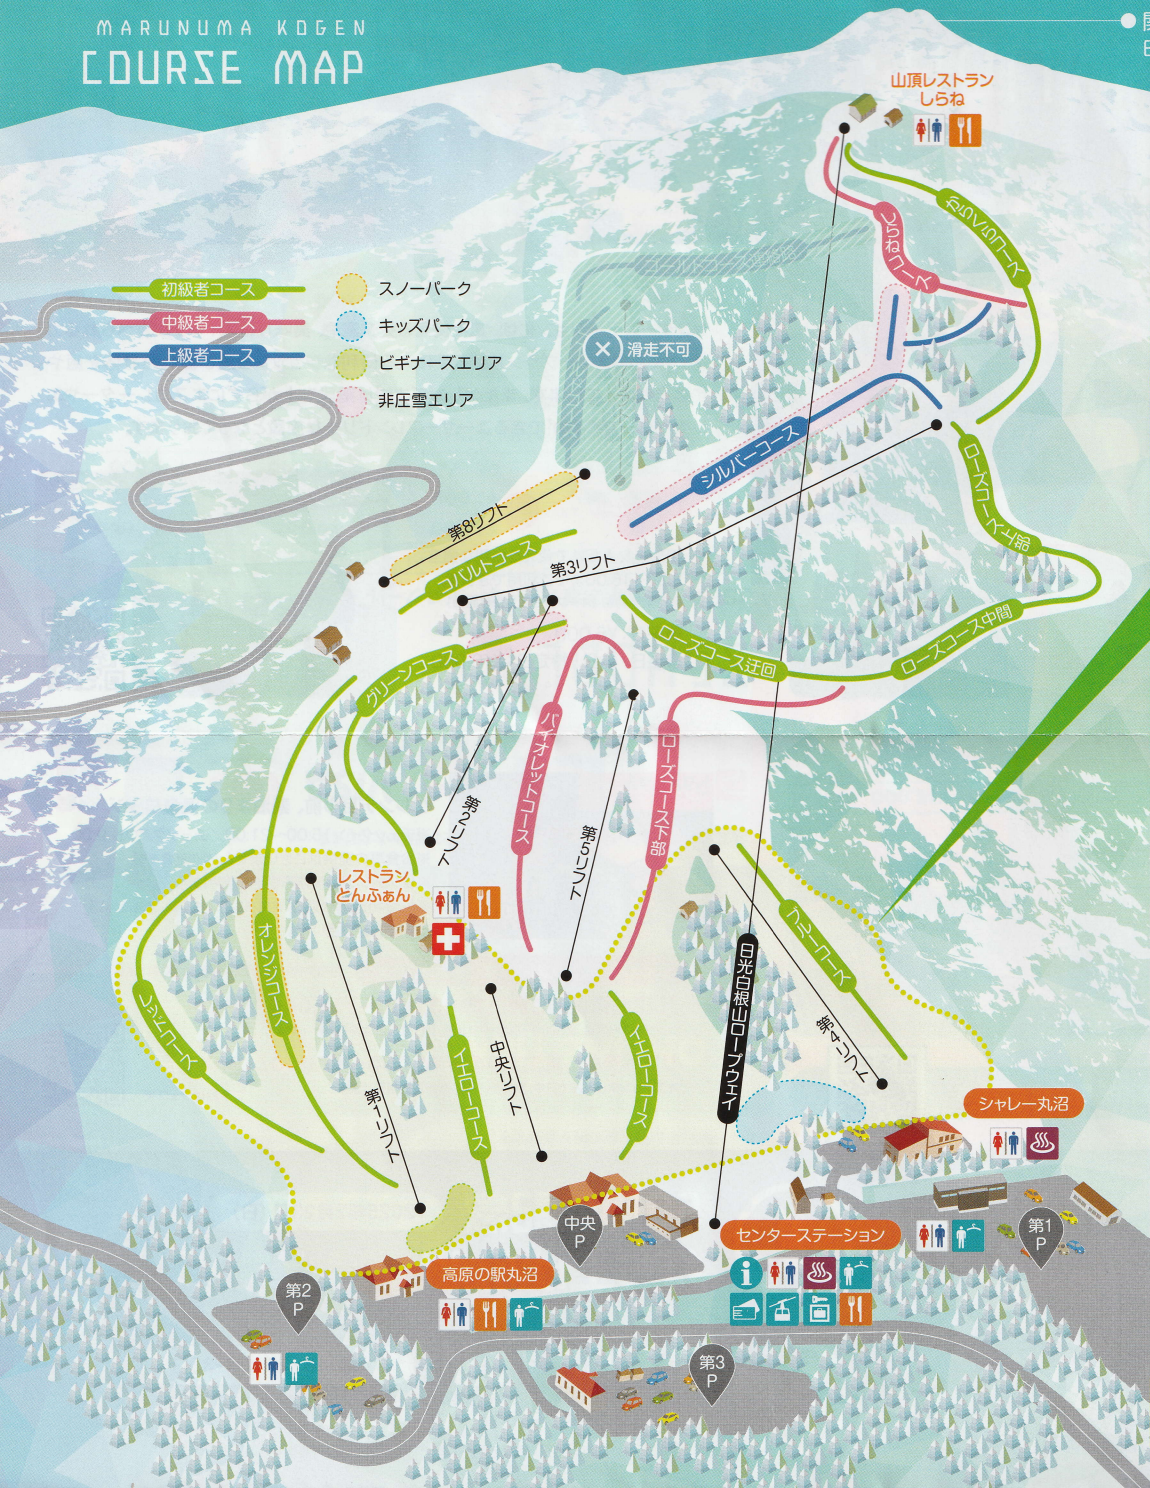 MARUNUMA KOGEN
COURSE MAP
山頂レストラン
しらね
からくらコース
しらねコース
初級者コース
中級者コース
上級者コース
スノーパーク
キッズパーク
ビギナーズエリア
非圧雪エリア
滑走不可
シルバーコース
ローズコース上部
第8リフト
コバルトコース
第3リフト
ローズコース中間
ローズコース迂回
グリーンコース
バイオレットコース
ローズコース下部
第2リフト
第5リフト
レストラン
とんふぁん
オレンジコース
レッドコース
ブルーコース
日光白根山ロープウェイ
第4リフト
中央リフト
イエローコース
イエローコース
第1リフト
シャレー丸沼
中央
P
センターステーション
第1
P
高原の駅丸沼
第2
P
第3
P